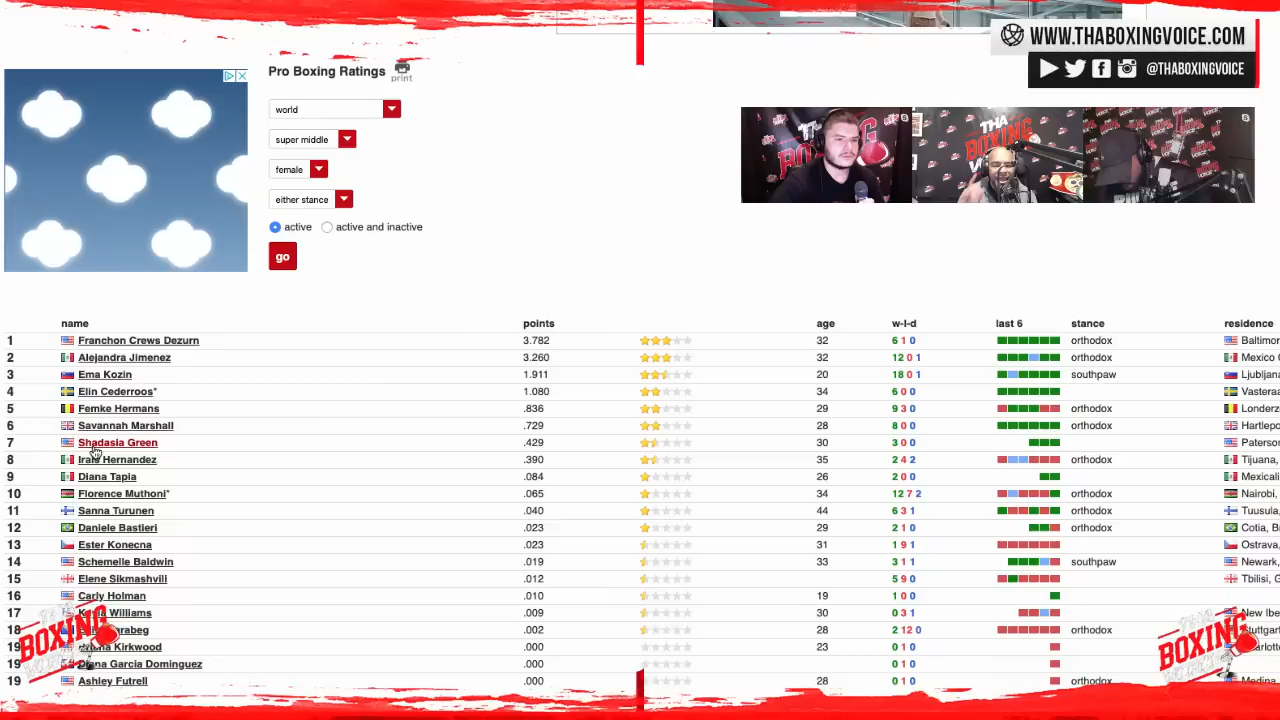 WWW.THABOXINGVOICE.COM
@THABOXINGVOICE
Pro Boxing Ratings
print
world
super middle
female
either stance
active active and inactive
go
THA BOXING
name points age w-l-d last 6 stance residence
1 Franchon Crews Dezurn 3.782 32 6 1 0 orthodox Baltimor
2 Alejandra Jimenez 3.260 32 12 0 1 orthodox Mexico
3 Ema Kozin 1.911 20 18 0 1 southpaw Ljubljan
4 Elin Cederroos* 1.080 34 6 0 0 Vastera
5 Femke Hermans .836 29 9 3 0 orthodox Londerz
6 Savannah Marshall .729 28 8 0 0 orthodox Hartlep
7 Shadasia Green .429 30 3 0 0 Paterson
8 Irais Hernandez .390 35 2 4 2 orthodox Tijuana,
9 Diana Tapia .084 26 2 0 0 Mexicali
10 Florence Muthoni* .065 34 12 7 2 orthodox Nairobi,
11 Sanna Turunen .040 44 6 3 1 orthodox Tuusula,
12 Daniele Bastieri .023 29 2 1 0 orthodox Cotia, B
13 Ester Konecna .023 31 1 9 1 Ostrava,
14 Schemelle Baldwin .019 33 3 1 1 southpaw Newark,
15 Elene Sikmashvili .012 5 9 0 Tbilisi, G
16 Carly Holman .010 19 1 0 0
17 Williams .009 30 0 3 1 New Ibe
18 .002 28 2 12 0 orthodox tuttgart
19 Kirkwood .000 23 0 1 0 arlott
19 Diana Garcia Dominguez .000 0 1 0
19 Ashley Futrell .000 28 0 1 0 orthodox Medina
BOXING
THA BOXING